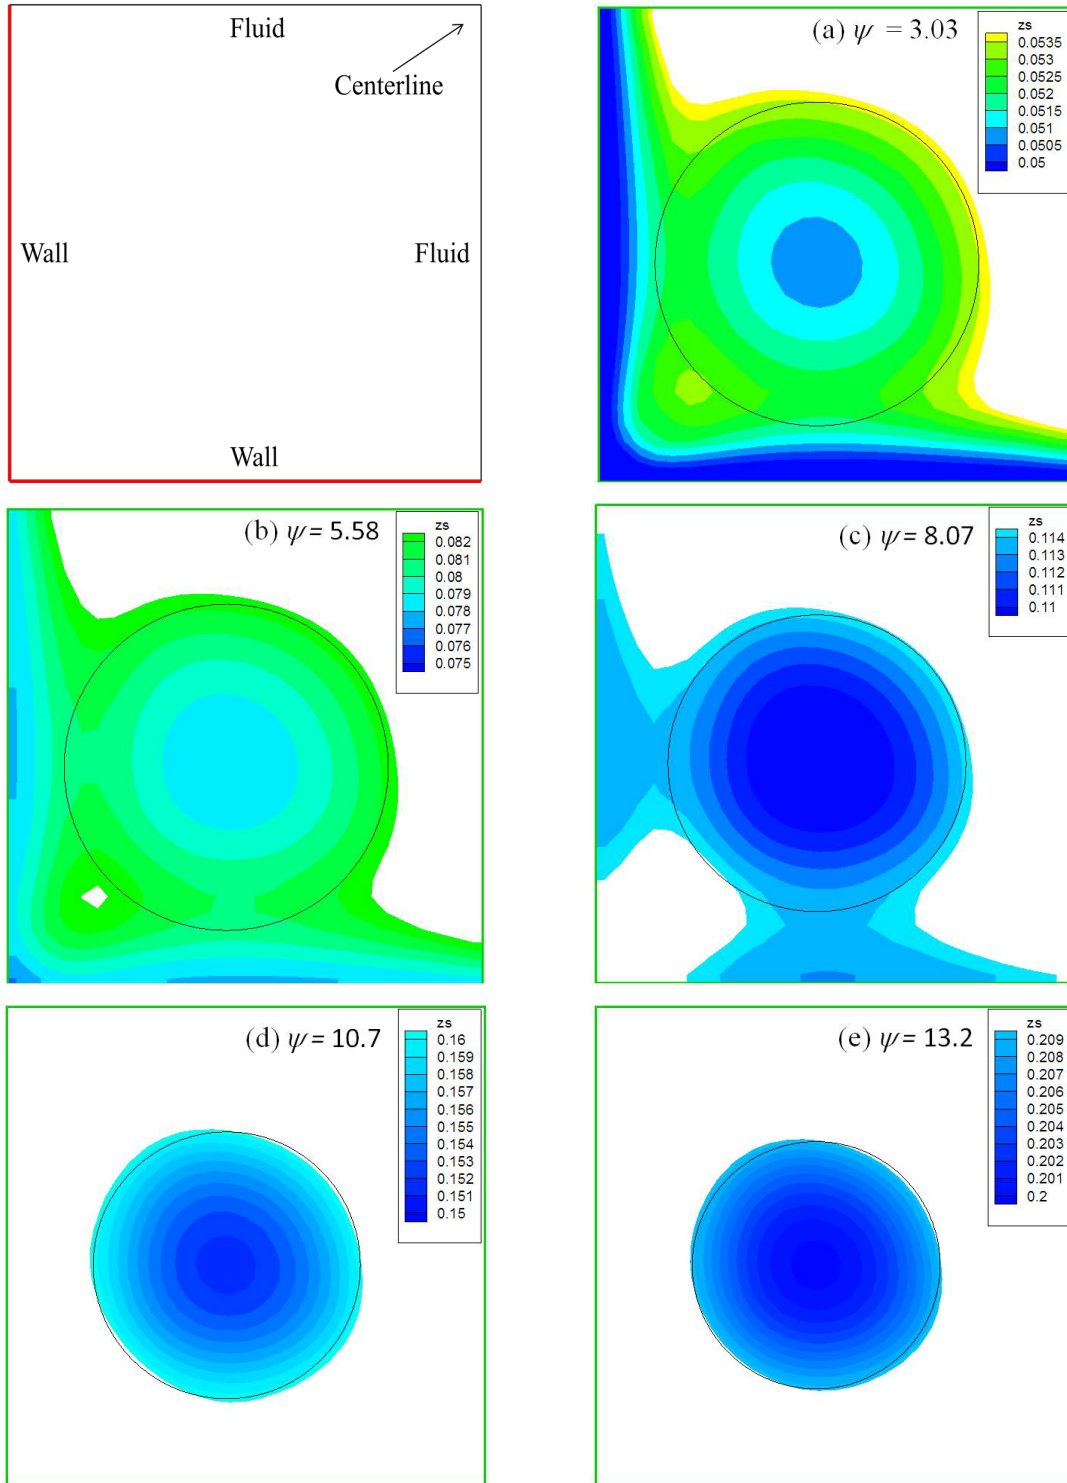 Fluid
Centerline
Wall
Fluid
Wall
(a) ψ = 3.03
zs
0.0535
0.053
0.0525
0.052
0.0515
0.051
0.0505
0.05
(b) ψ = 5.58
zs
0.082
0.081
0.08
0.079
0.078
0.077
0.076
0.075
(c) ψ = 8.07
zs
0.114
0.113
0.112
0.111
0.11
(d) ψ = 10.7
zs
0.16
0.159
0.158
0.157
0.156
0.155
0.154
0.153
0.152
0.151
0.15
(e) ψ = 13.2
zs
0.209
0.208
0.207
0.206
0.205
0.204
0.203
0.202
0.201
0.2